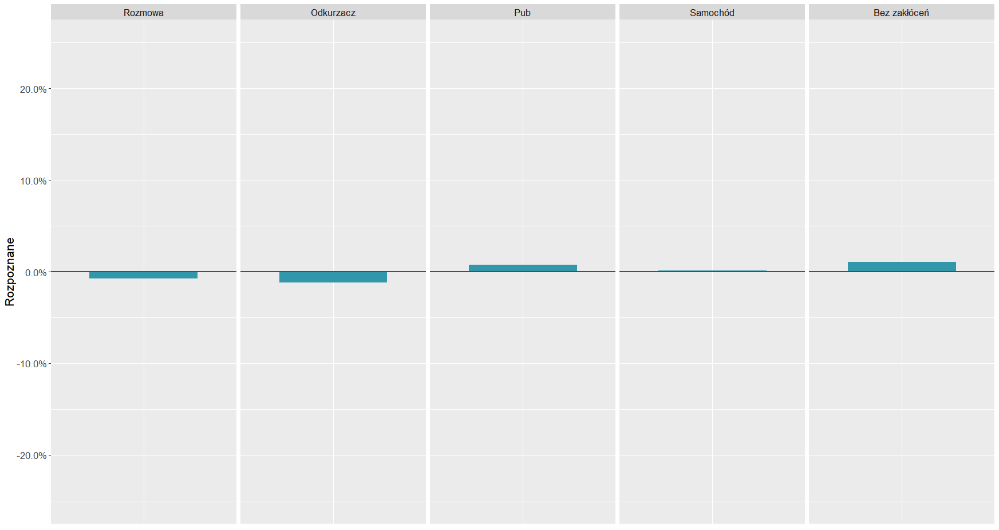 Rozmowa
Odkurzacz
Pub
Samochód
Bez zakłóceń
20.0%
10.0%
0.0%
-10.0%
-20.0%
Rozpoznane